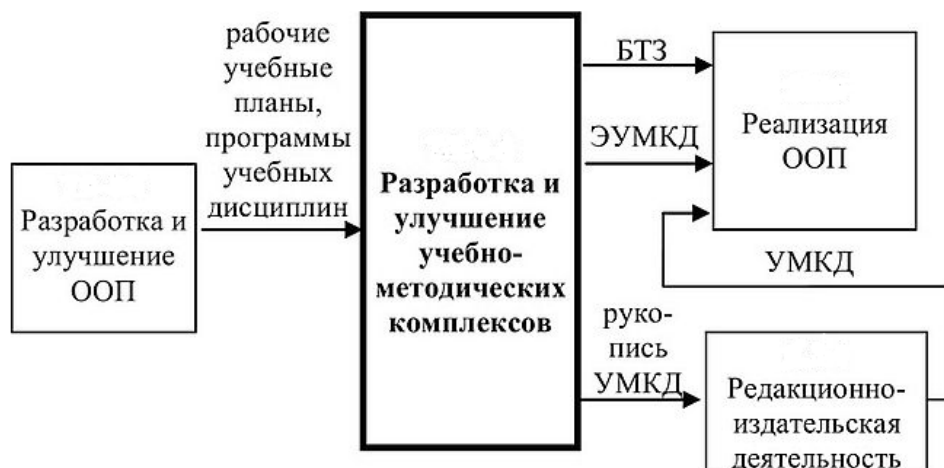 рабочие
учебные
планы,
программы
учебных
дисциплин
Разработка и
улучшение
ООП
Разработка и
улучшение
учебно-
методических
комплексов
БТЗ
ЭУМКД
Реализация
ООП
УМКД
руко-
пись
УМКД
Редакционно-
издательская
деятельность